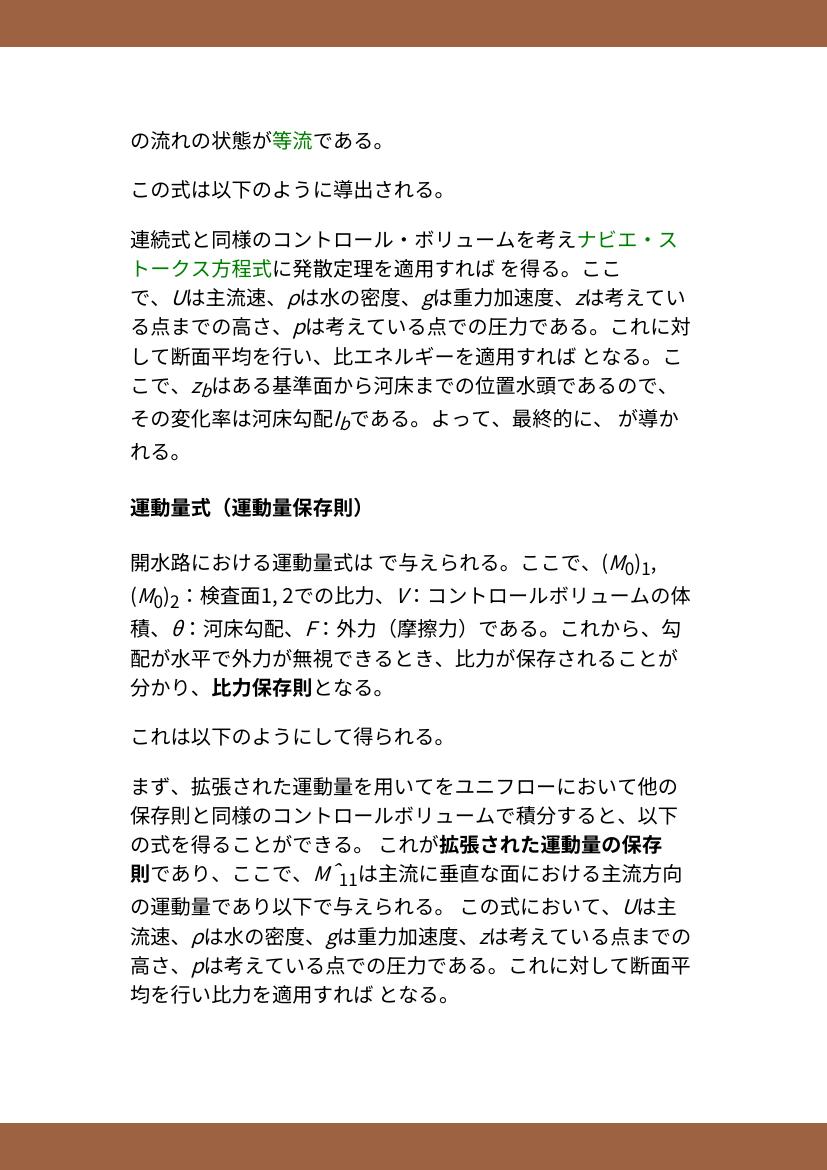 の流れの状態が等流である。
この式は以下のように導出される。
連続式と同様のコントロール・ボリュームを考えナビエ・ス
トークス方程式に発散定理を適用すれば を得る。ここ
で、Uは主流速、ρは水の密度、gは重力加速度、zは考えてい
る点までの高さ、pは考えている点での圧力である。これに対
して断面平均を行い、比エネルギーを適用すれば となる。こ
こで、zbはある基準面から河床までの位置水頭であるので、
その変化率は河床勾配Ibである。よって、最終的に、 が導か
れる。
運動量式（運動量保存則）
開水路における運動量式は で与えられる。ここで、(M0)1,
(M0)2：検査面1, 2での比力、V：コントロールボリュームの体
積、θ：河床勾配、F：外力（摩擦力）である。これから、勾
配が水平で外力が無視できるとき、比力が保存されることが
分かり、比力保存則となる。
これは以下のようにして得られる。
まず、拡張された運動量を用いてをユニフローにおいて他の
保存則と同様のコントロールボリュームで積分すると、以下
の式を得ることができる。 これが拡張された運動量の保存
則であり、ここで、M^11は主流に垂直な面における主流方向
の運動量であり以下で与えられる。 この式において、Uは主
流速、ρは水の密度、gは重力加速度、zは考えている点までの
高さ、pは考えている点での圧力である。これに対して断面平
均を行い比力を適用すれば となる。